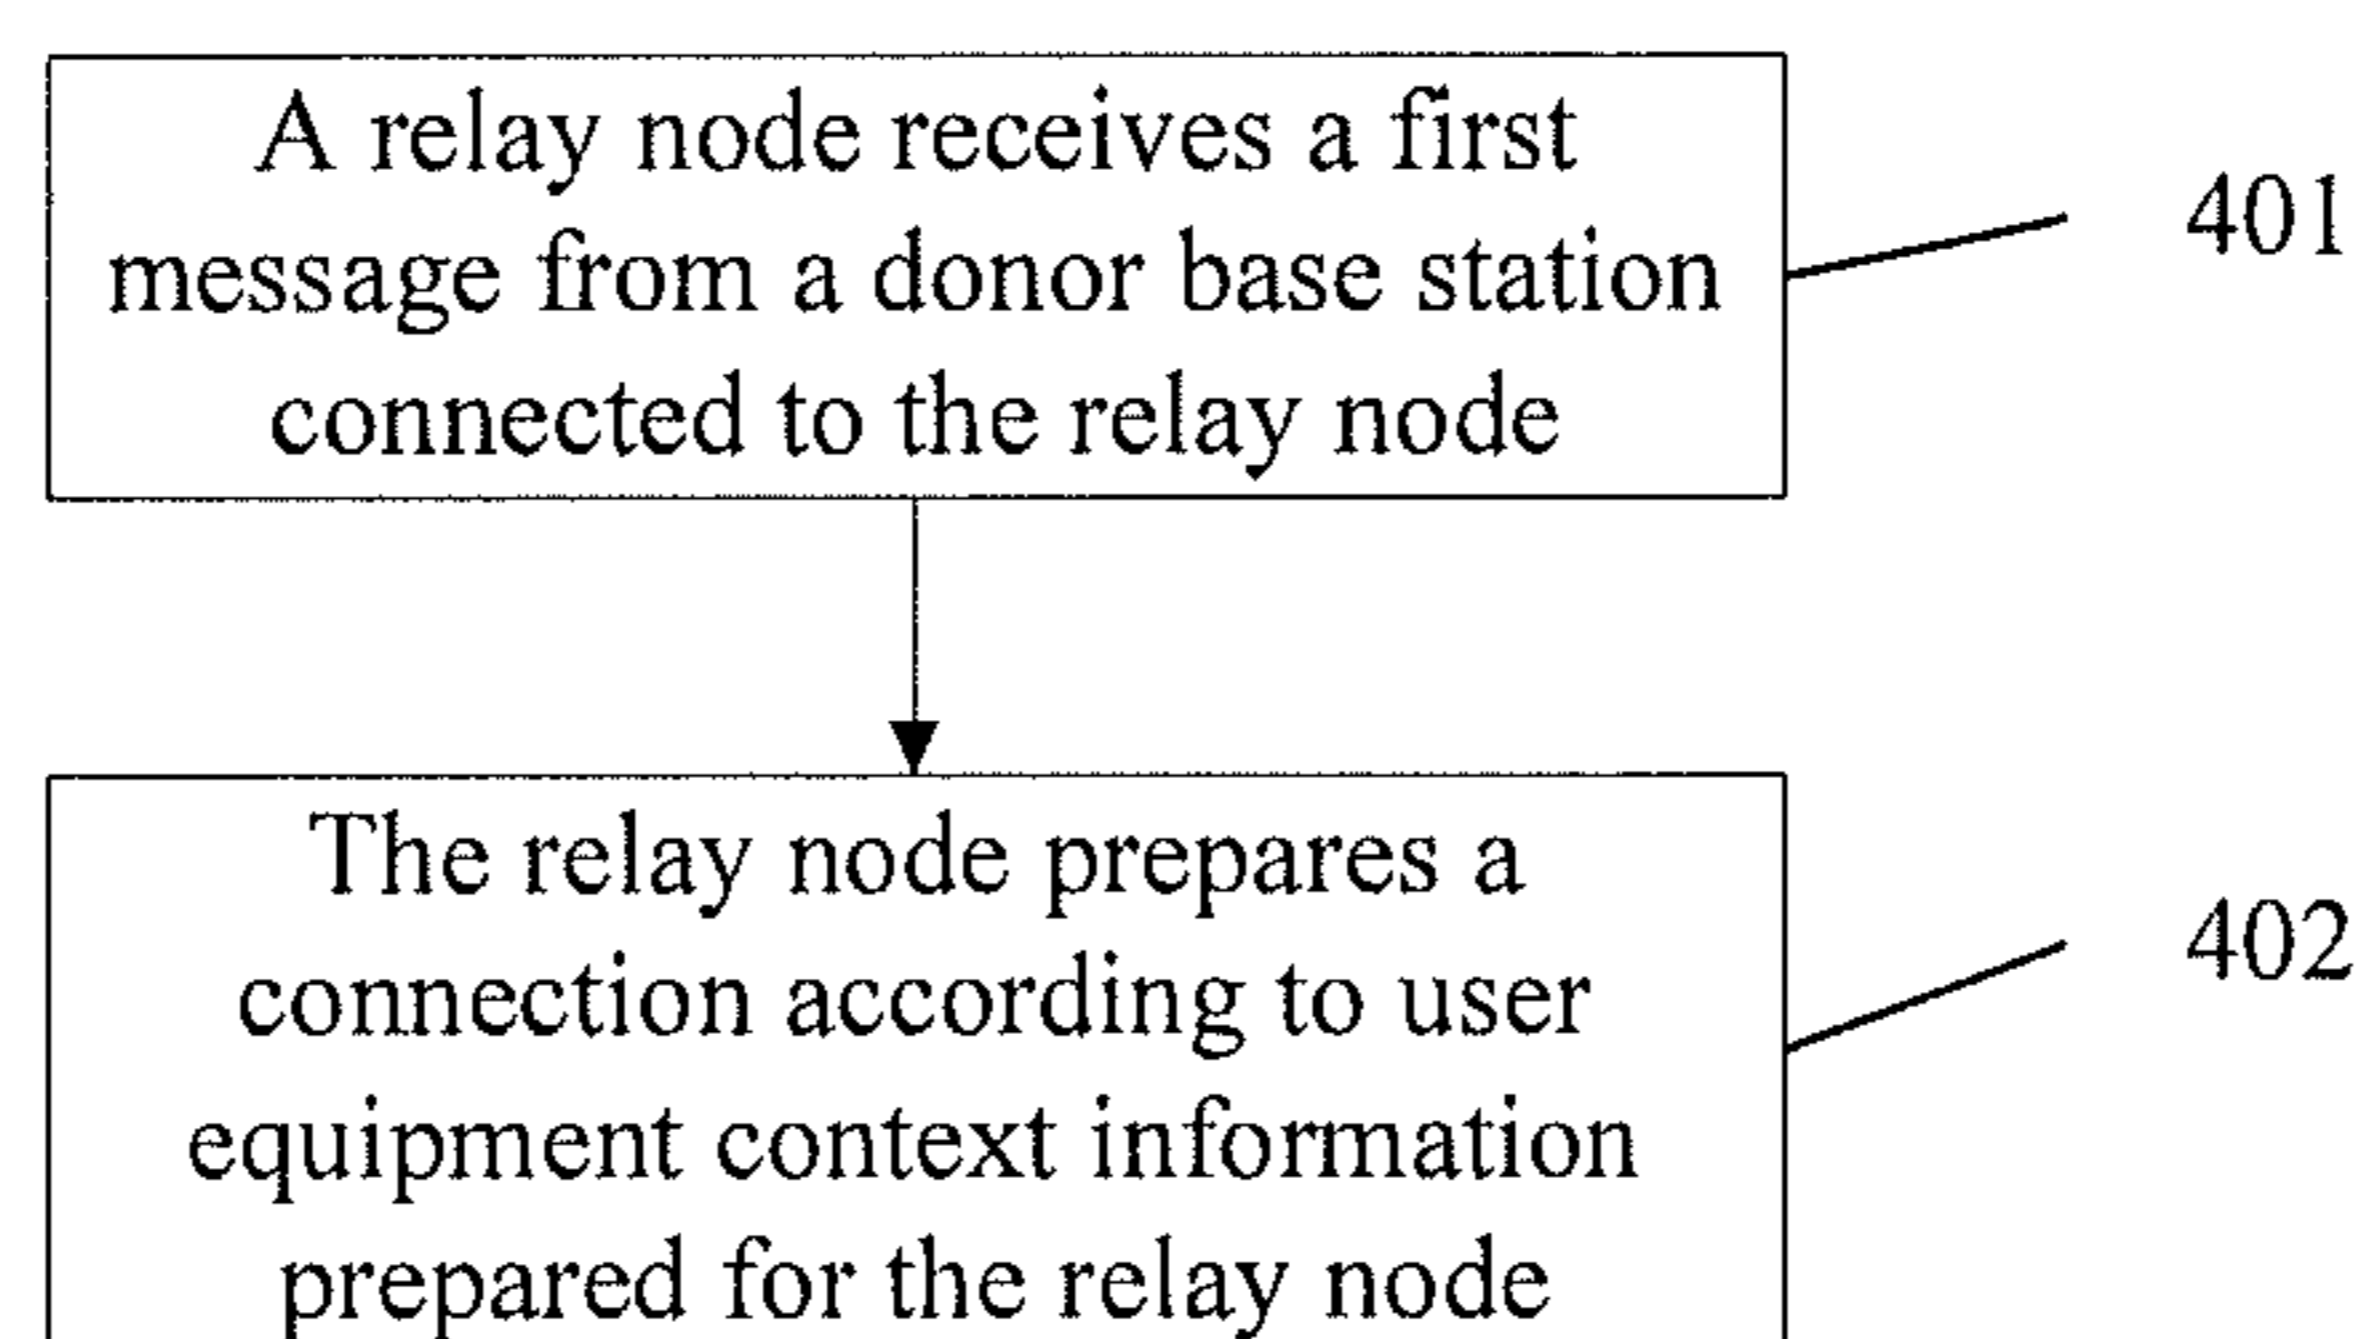 A relay node receives a first
message from a donor base station
connected to the relay node
401
The relay node prepares a
connection according to user
equipment context information
prepared for the relay node
402